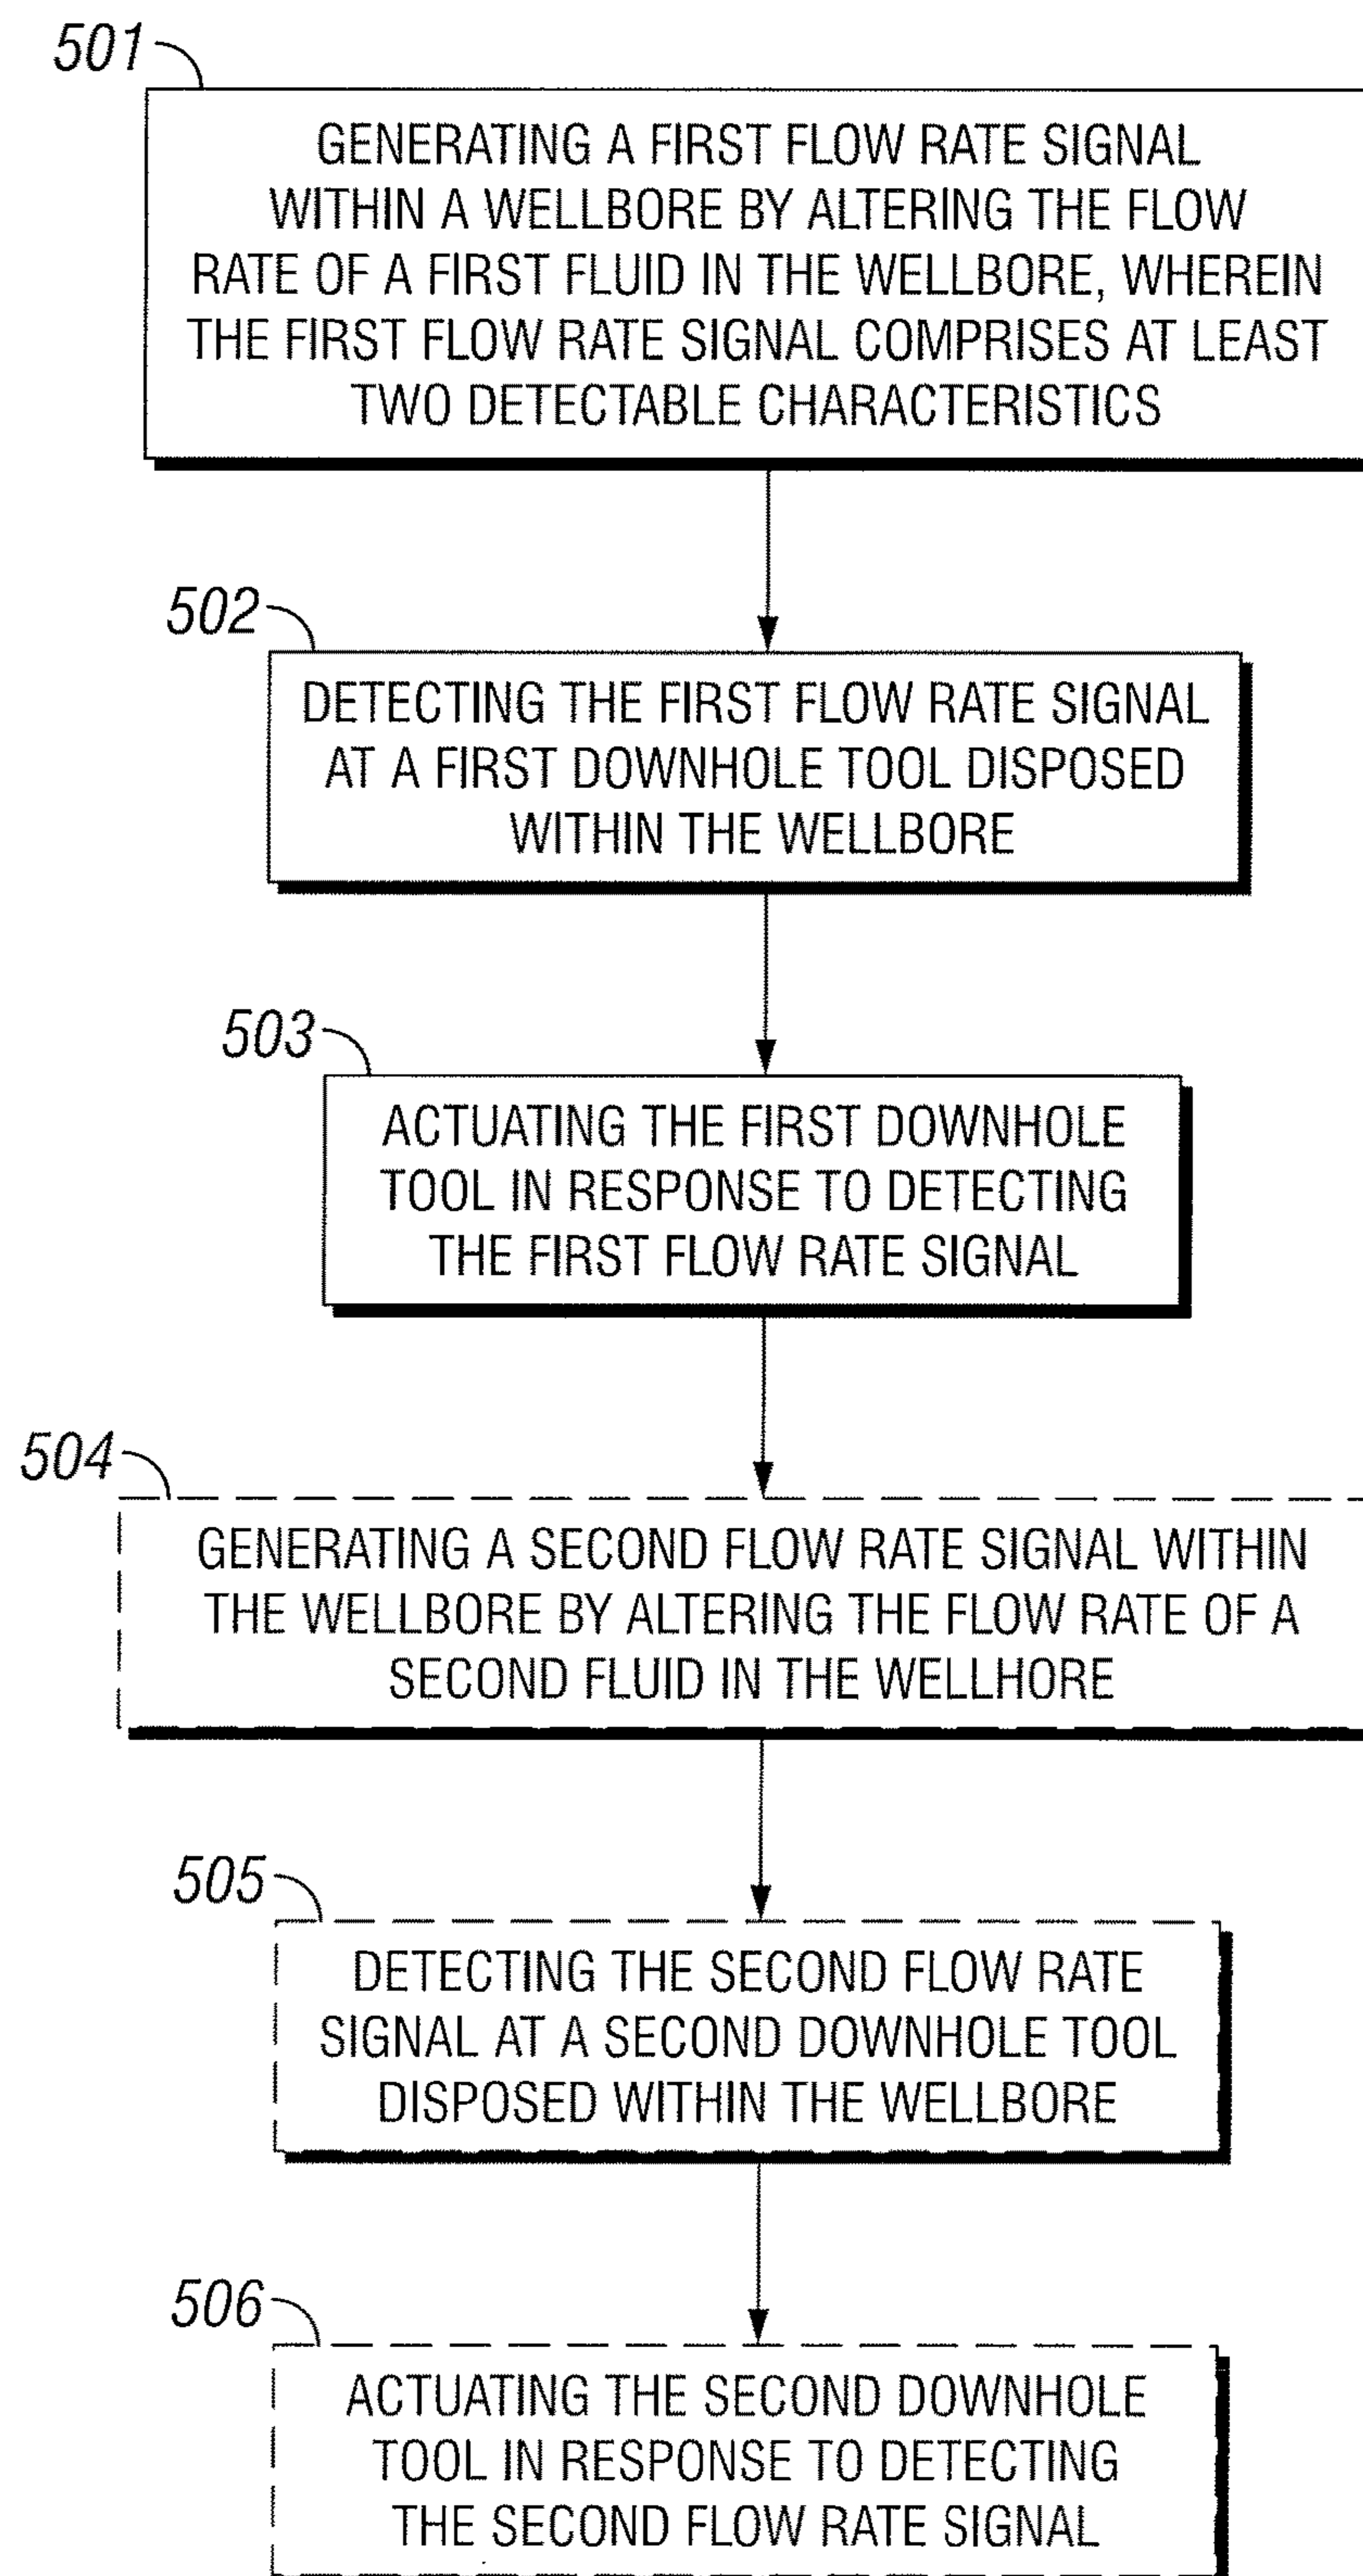 501
GENERATING A FIRST FLOW RATE SIGNAL
WITHIN A WELLBORE BY ALTERING THE FLOW
RATE OF A FIRST FLUID IN THE WELLBORE, WHEREIN
THE FIRST FLOW RATE SIGNAL COMPRISES AT LEAST
TWO DETECTABLE CHARACTERISTICS
502
DETECTING THE FIRST FLOW RATE SIGNAL
AT A FIRST DOWNHOLE TOOL DISPOSED
WITHIN THE WELLBORE
503
ACTUATING THE FIRST DOWNHOLE
TOOL IN RESPONSE TO DETECTING
THE FIRST FLOW RATE SIGNAL
504
GENERATING A SECOND FLOW RATE SIGNAL WITHIN
THE WELLBORE BY ALTERING THE FLOW RATE OF A
SECOND FLUID IN THE WELLHORE
505
DETECTING THE SECOND FLOW RATE
SIGNAL AT A SECOND DOWNHOLE TOOL
DISPOSED WITHIN THE WELLBORE
506
ACTUATING THE SECOND DOWNHOLE
TOOL IN RESPONSE TO DETECTING
THE SECOND FLOW RATE SIGNAL